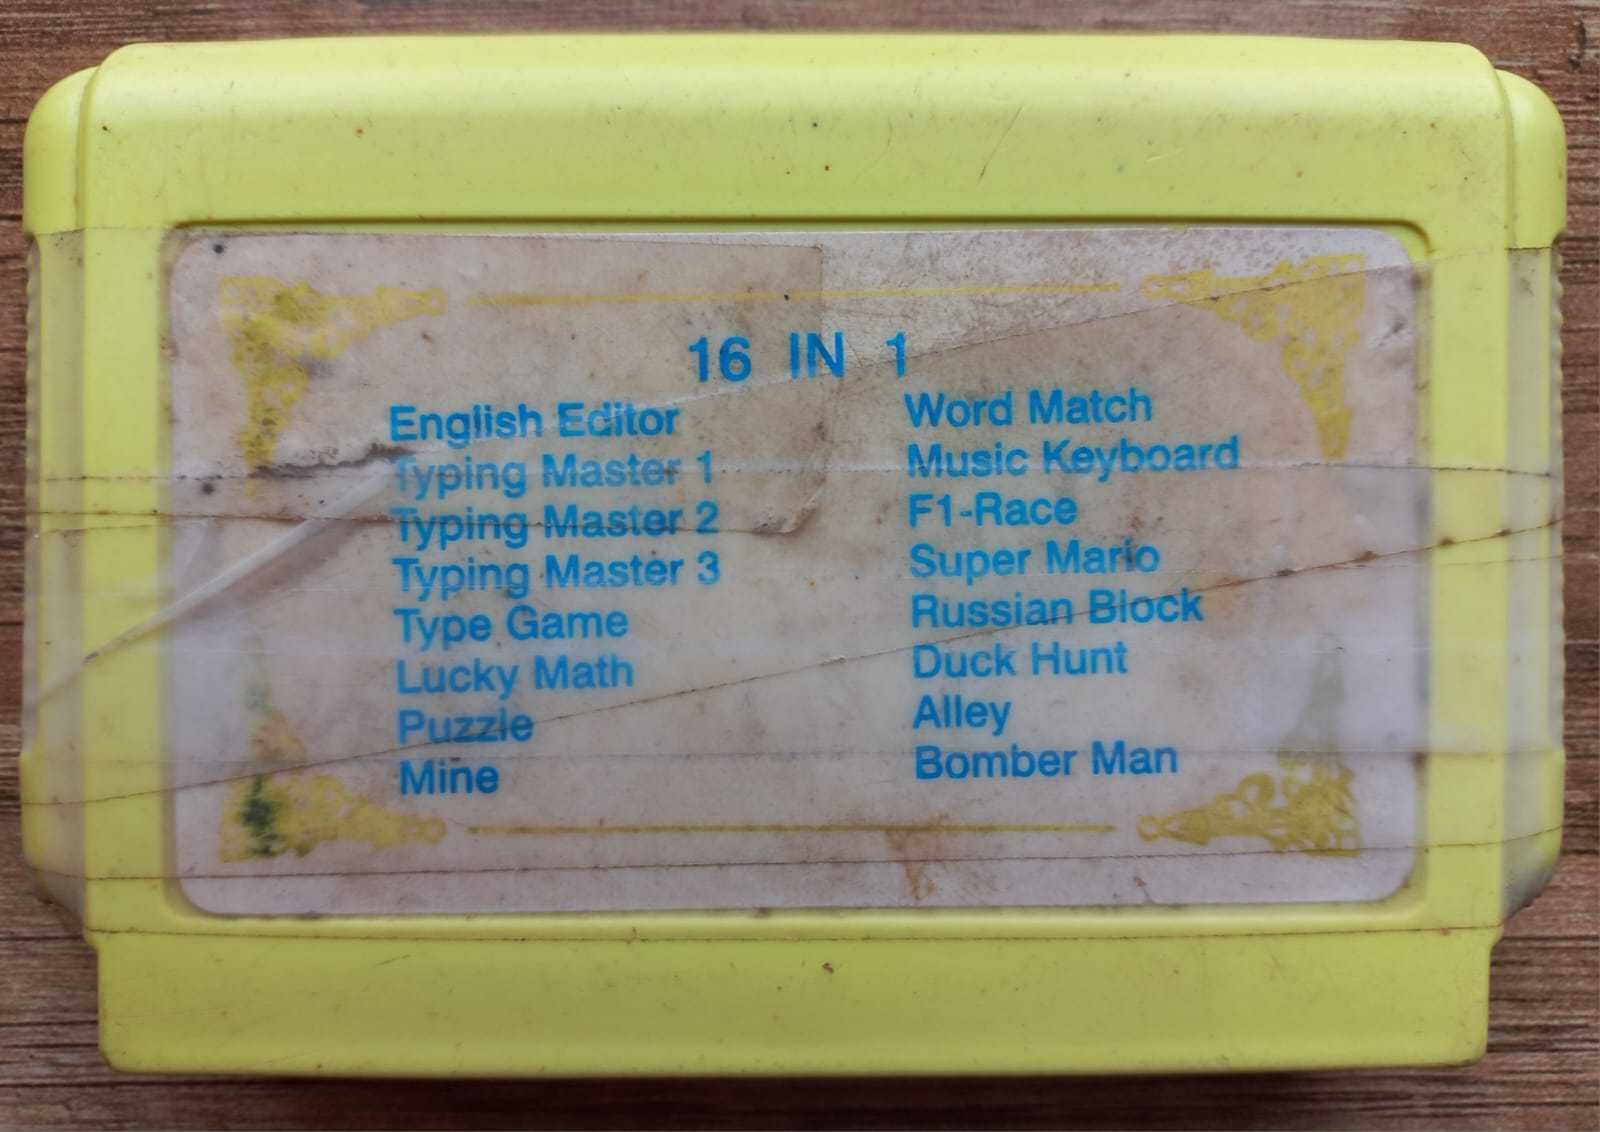 16 IN 1
English Editor
Typing Master 1
Typing Master 2
Typing Master 3
Type Game
Lucky Math
Puzzle
Mine
Word Match
Music Keyboard
F1-Race
Super Mario
Russian Block
Duck Hunt
Alley
Bomber Man